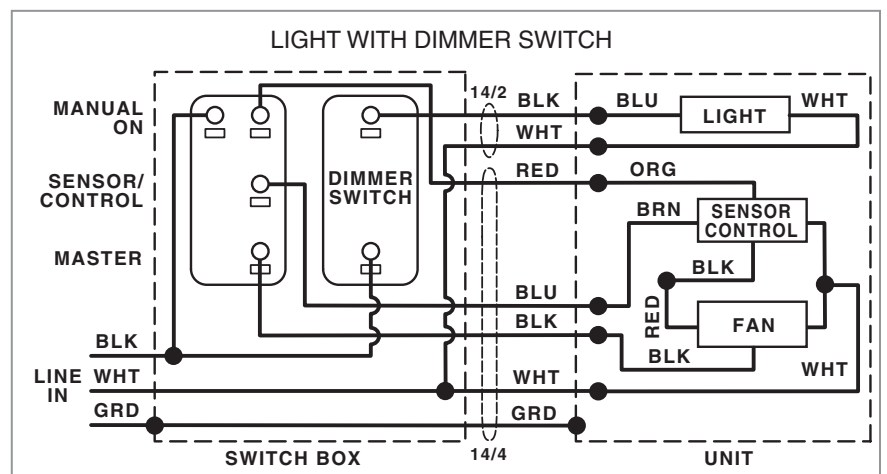 LIGHT WITH DIMMER SWITCH
MANUAL
ON
SENSOR/
CONTROL
MASTER
DIMMER
SWITCH
14/2
BLK
WHT
RED
BLU
BLK
WHT
GRD
14/4
BLU
LIGHT
WHT
ORG
BRN
SENSOR
CONTROL
BLK
RED
FAN
BLK
WHT
BLK
LINE
IN
WHT
GRD
SWITCH BOX
UNIT